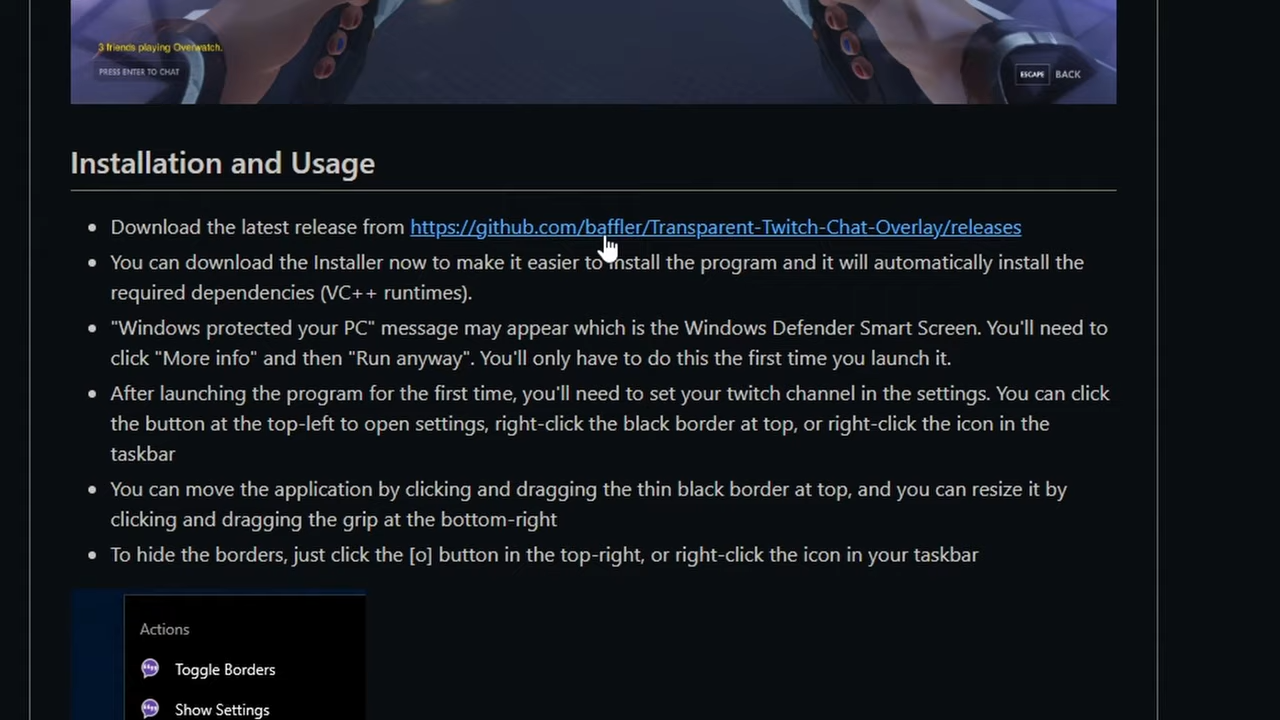 3 friends playing Overwatch.
PRESS ENTER TO CHAT
ESCAPE BACK
Installation and Usage
Download the latest release from https://github.com/baffler/Transparent-Twitch-Chat-Overlay/releases
You can download the Installer now to make it easier to install the program and it will automatically install the
required dependencies (VC++ runtimes).
"Windows protected your PC" message may appear which is the Windows Defender Smart Screen. You'll need to
click "More info" and then "Run anyway". You'll only have to do this the first time you launch it.
After launching the program for the first time, you'll need to set your twitch channel in the settings. You can click
the button at the top-left to open settings, right-click the black border at top, or right-click the icon in the
taskbar
You can move the application by clicking and dragging the thin black border at top, and you can resize it by
clicking and dragging the grip at the bottom-right
To hide the borders, just click the [o] button in the top-right, or right-click the icon in your taskbar
Actions
Toggle Borders
Show Settings